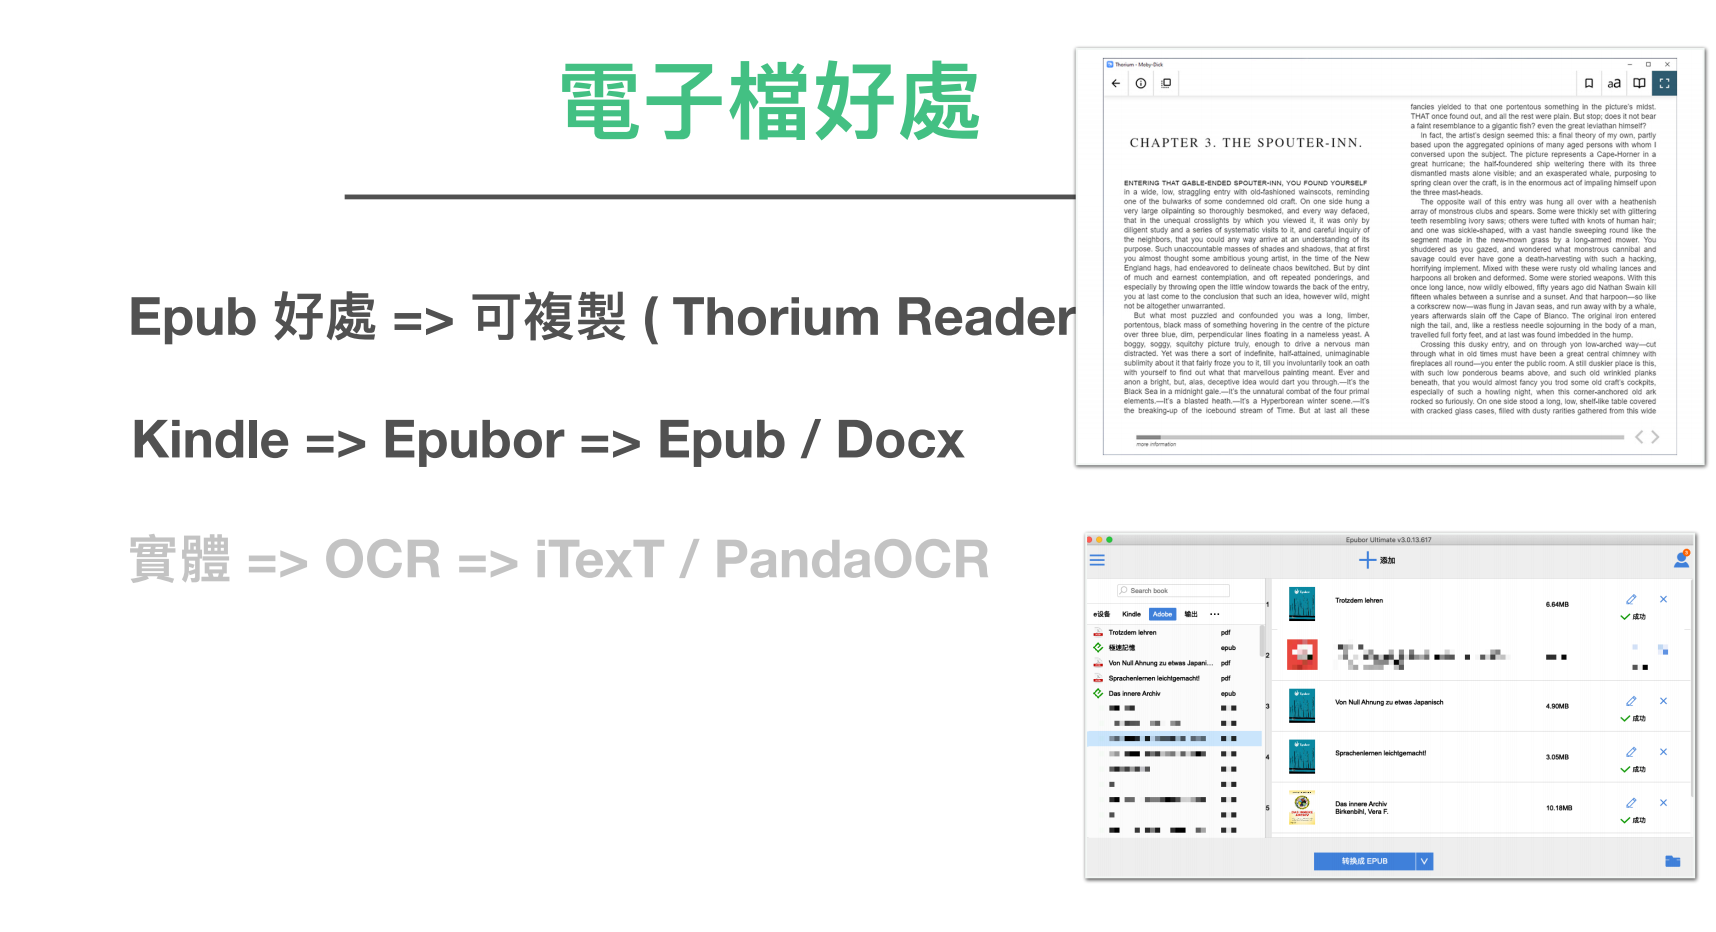 電子檔好處
Epub 好處 => 可複製 ( Thorium Reader
Kindle => Epubor => Epub / Docx
實體 => OCR => iTexT / PandaOCR
Thorium - Moby-Dick
aa
CHAPTER 3. THE SPOUTER-INN.
ENTERING THAT GABLE-ENDED SPOUTER-INN, YOU FOUND YOURSELF
in a wide, low, straggling entry with old-fashioned wainscots, reminding
one of the bulwarks of some condemned old craft. On one side hung a
very large oilpainting so thoroughly besmoked, and every way defaced,
that in the unequal crosslights by which you viewed it, it was only by
diligent study and a series of systematic visits to it, and careful inquiry of
the neighbors, that you could any way arrive at an understanding of its
purpose. Such unaccountable masses of shades and shadows, that at first
you almost thought some ambitious young artist, in the time of the New
England hags, had endeavored to delineate chaos bewitched. But by dint
of much and earnest contemplation, and oft repeated ponderings, and
especially by throwing open the little window towards the back of the entry,
you at last come to the conclusion that such an idea, however wild, might
not be altogether unwarranted.
But what most puzzled and confounded you was a long, limber,
portentous, black mass of something hovering in the centre of the picture
over three blue, dim, perpendicular lines floating in a nameless yeast. A
boggy, soggy, squitchy picture truly, enough to drive a nervous man
distracted. Yet was there a sort of indefinite, half-attained, unimaginable
sublimity about it that fairly froze you to it, till you involuntarily took an oath
with yourself to find out what that marvellous painting meant. Ever and
anon a bright, but, alas, deceptive idea would dart you through.—It's the
Black Sea in a midnight gale.—It's the unnatural combat of the four primal
elements.—It's a blasted heath.—It's a Hyperborean winter scene.—It's
the breaking-up of the icebound stream of Time. But at last all these
fancies yielded to that one portentous something in the picture's midst.
THAT once found out, and all the rest were plain. But stop; does it not bear
a faint resemblance to a gigantic fish? even the great leviathan himself?
In fact, the artist's design seemed this: a final theory of my own, partly
based upon the aggregated opinions of many aged persons with whom I
conversed upon the subject. The picture represents a Cape-Horner in a
great hurricane; the half-foundered ship weltering there with its three
dismantled masts alone visible; and an exasperated whale, purposing to
spring clean over the craft, is in the enormous act of impaling himself upon
the three mast-heads.
The opposite wall of this entry was hung all over with a heathenish
array of monstrous clubs and spears. Some were thickly set with glittering
teeth resembling ivory saws; others were tufted with knots of human hair;
and one was sickle-shaped, with a vast handle sweeping round like the
segment made in the new-mown grass by a long-armed mower. You
shuddered as you gazed, and wondered what monstrous cannibal and
savage could ever have gone a death-harvesting with such a hacking,
horrifying implement. Mixed with these were rusty old whaling lances and
harpoons all broken and deformed. Some were storied weapons. With this
once long lance, now wildly elbowed, fifty years ago did Nathan Swain kill
fifteen whales between a sunrise and a sunset. And that harpoon—so like
a corkscrew now—was flung in Javan seas, and run away with by a whale,
years afterwards slain off the Cape of Blanco. The original iron entered
nigh the tail, and, like a restless needle sojourning in the body of a man,
travelled full forty feet, and at last was found imbedded in the hump.
Crossing this dusky entry, and on through yon low-arched way—cut
through what in old times must have been a great central chimney with
fireplaces all round—you enter the public room. A still duskier place is this,
with such low ponderous beams above, and such old wrinkled planks
beneath, that you would almost fancy you trod some old craft's cockpits,
especially of such a howling night, when this corner-anchored old ark
rocked so furiously. On one side stood a long, low, shelf-like table covered
with cracked glass cases, filled with dusty rarities gathered from this wide
more information
Epubor Ultimate v3.0.13.617
添加
Search book
e设备 Kindle Adobe 输出 ···
Trotzdem lehren pdf
極速記憶 epub
Von Null Ahnung zu etwas Japani... pdf
Sprachenlernen leichtgemacht! pdf
Das innere Archiv epub
1 Trotzdem lehren 6.64MB
成功
2
3 Von Null Ahnung zu etwas Japanisch 4.90MB
成功
4 Sprachenlernen leichtgemacht! 3.05MB
成功
5 Das innere Archiv 10.18MB
Birkenbihl, Vera F.
成功
转换成 EPUB